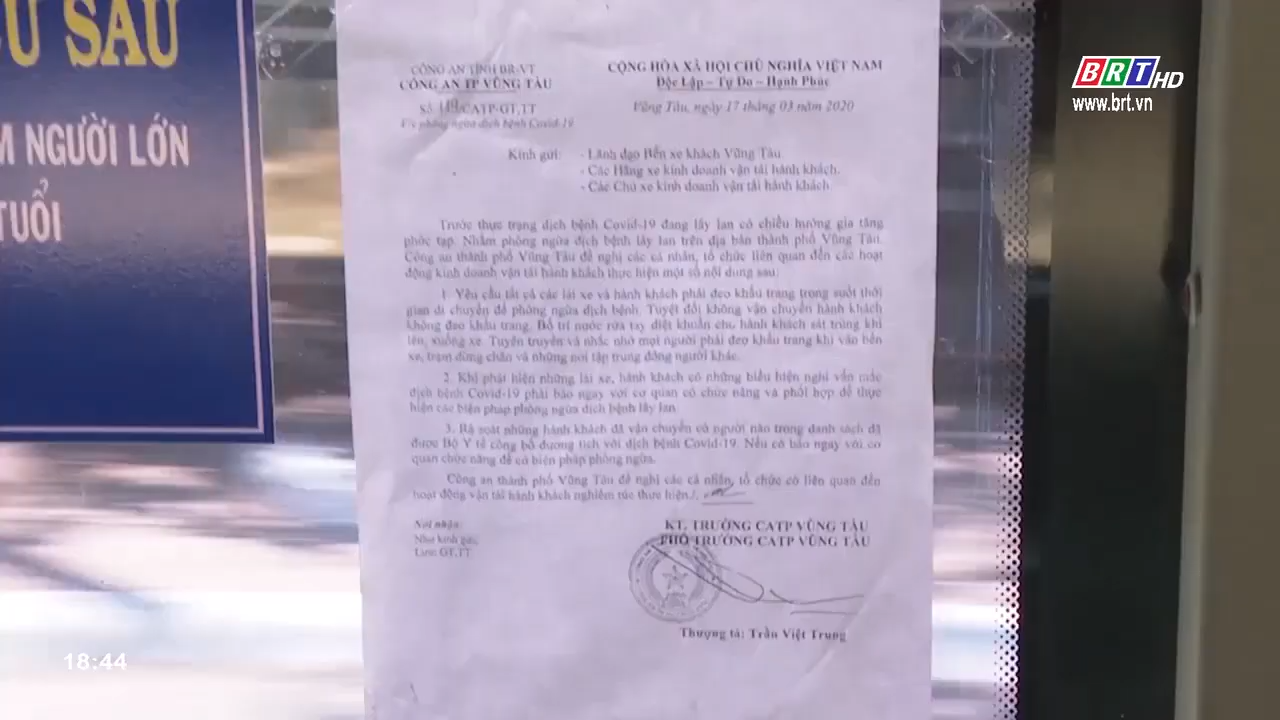 SAU
NGƯỜI LỚN
TUỔI
BRT HD
www.brt.vn
CÔNG AN TỈNH BR-VT
CÔNG AN TP VŨNG TÀU
Số /CATP-GT,TT
V/v phòng ngừa dịch bệnh Covid-19
CỘNG HÒA XÃ HỘI CHỦ NGHĨA VIỆT NAM
Độc Lập – Tự Do – Hạnh Phúc
Vũng Tàu, ngày 17 tháng 03 năm 2020
Kính gửi: - Lãnh đạo Bến xe khách Vũng Tàu
- Các Hãng xe kinh doanh vận tải hành khách.
- Các Chủ xe kinh doanh vận tải hành khách
Trước thực trạng dịch bệnh Covid-19 đang lây lan có chiều hướng gia tăng
phức tạp. Nhằm phòng ngừa dịch bệnh lây lan trên địa bàn thành phố Vũng Tàu.
Công an thành phố Vũng Tàu đề nghị các cá nhân, tổ chức liên quan đến các hoạt
động kinh doanh vận tải hành khách thực hiện một số nội dung sau:
1. Yêu cầu tất cả các lái xe và hành khách phải đeo khẩu trang trong suốt thời
gian di chuyển để phòng ngừa dịch bệnh. Tuyệt đối không vận chuyển hành khách
không đeo khẩu trang. Bố trí nước rửa tay diệt khuẩn cho hành khách sát trùng khi
lên, xuống xe. Tuyên truyền và nhắc nhở mọi người phải đeo khẩu trang khi vào bến
xe, trạm dừng chân và những nơi tập trung đông người khác.
2. Khi phát hiện những lái xe, hành khách có những biểu hiện nghi vấn mắc
dịch bệnh Covid-19 phải báo ngay với cơ quan có chức năng và phối hợp để thực
hiện các biện pháp phòng ngừa dịch bệnh lây lan
3. Rà soát những hành khách đã vận chuyển có người nào trong danh sách đã
được Bộ Y tế công bố dương tích với dịch bệnh Covid-19. Nếu có báo ngay với cơ
quan chức năng để có biện pháp phòng ngừa.
Công an thành phố Vũng Tàu đề nghị các cá nhân, tổ chức có liên quan đến
hoạt động vận tải hành khách nghiêm túc thực hiện./.
Nơi nhận:
Như kính gửi;
Lưu: GT,TT
KT. TRƯỞNG CATP VŨNG TÀU
PHÓ TRƯỞNG CATP VŨNG TÀU
Thượng tá: Trần Việt Trung
18:44